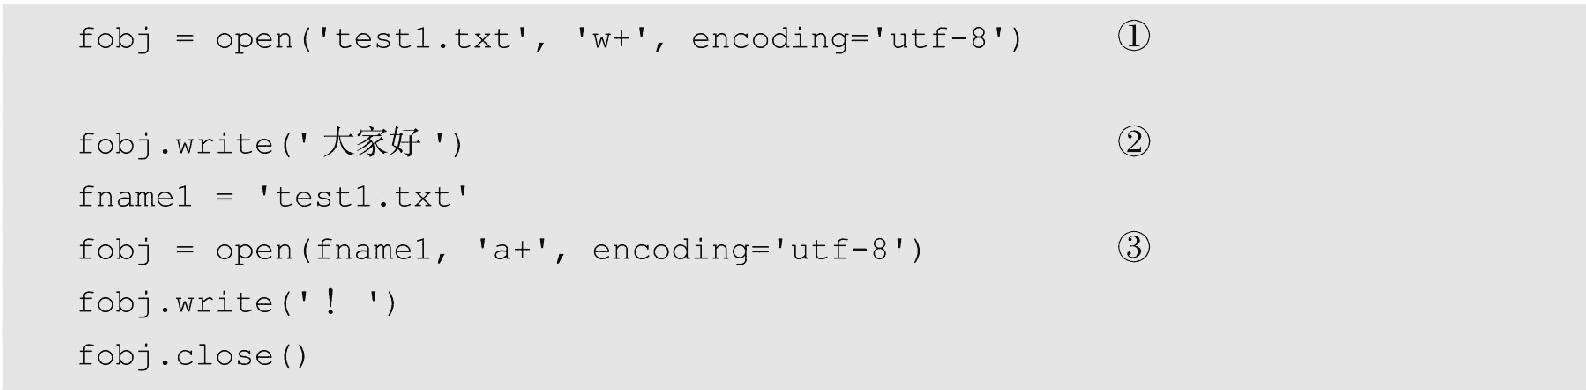 fobj = open('test1.txt', 'w+', encoding='utf-8') ①
fobj.write('大家好')
② 
fname1 = 'test1.txt'
fobj = open(fname1, 'a+', encoding='utf-8') ③
fobj.write('！')
fobj.close()